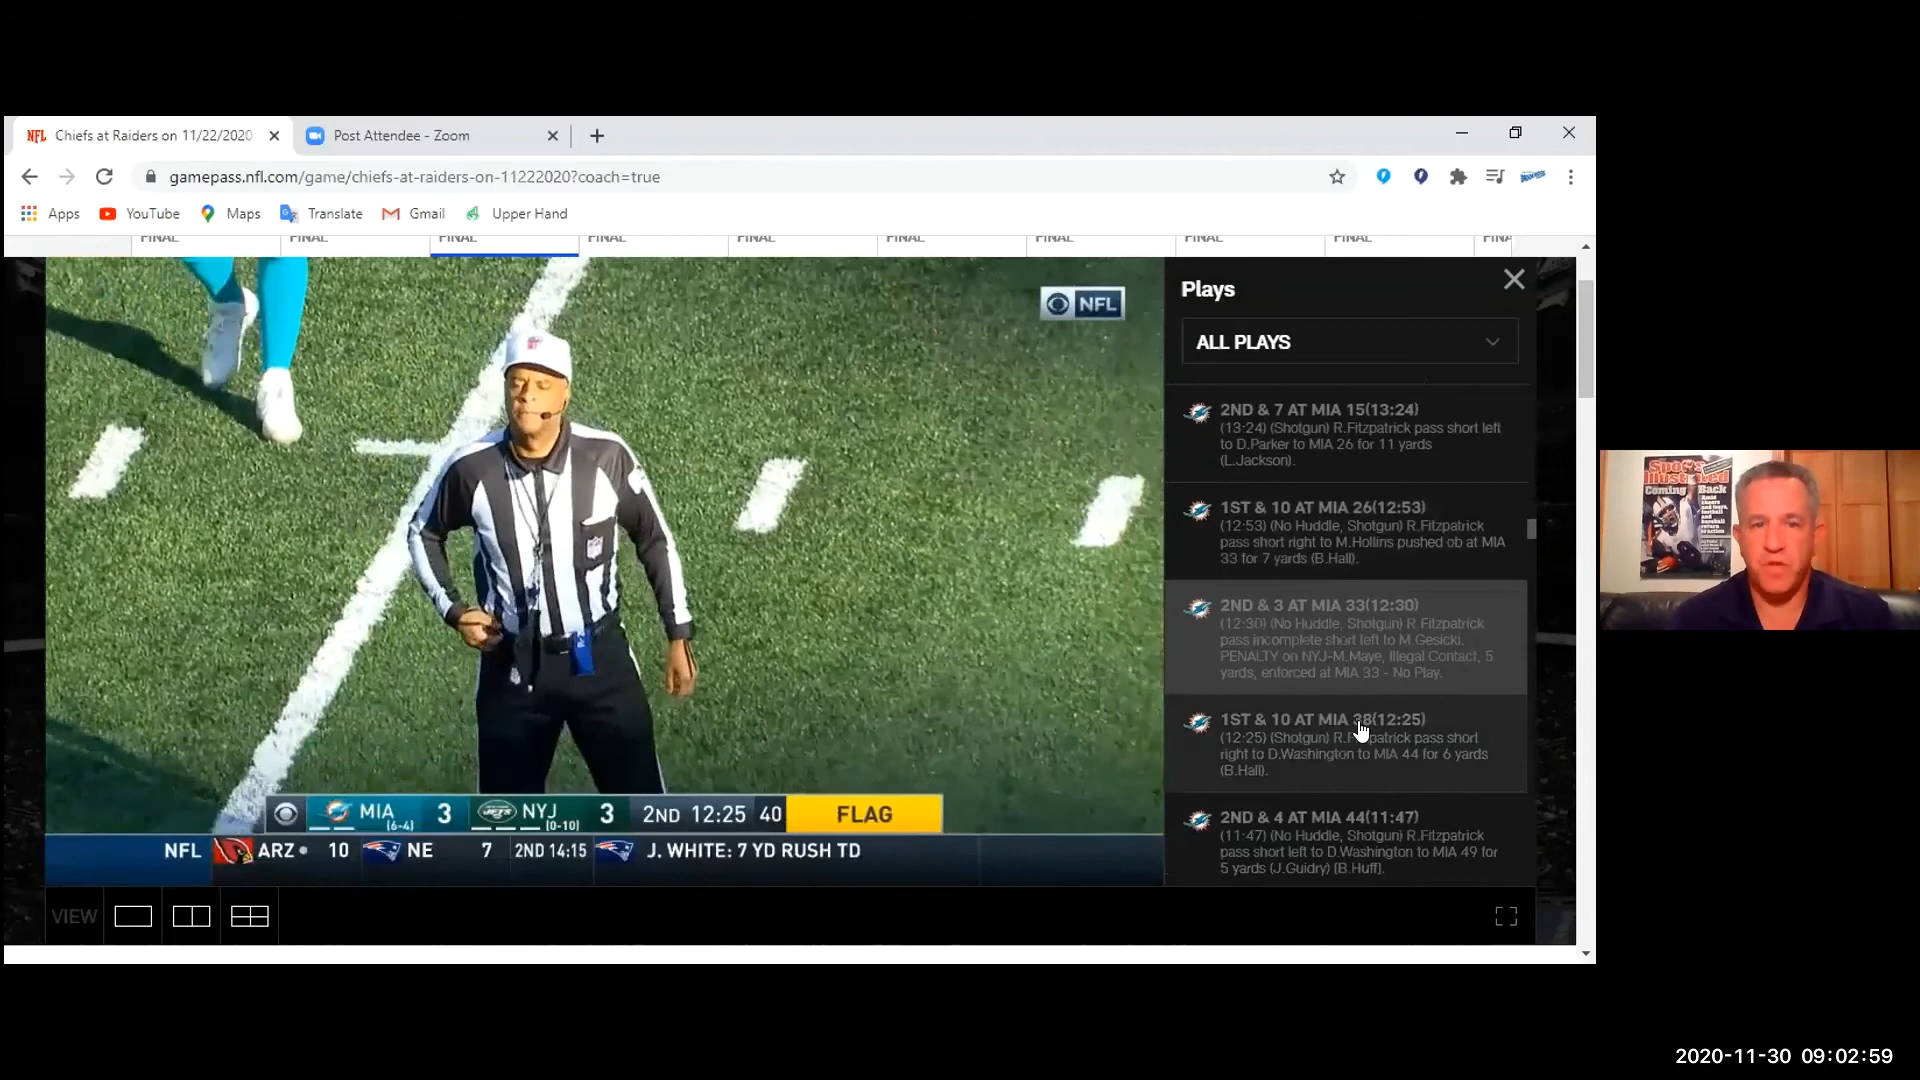 Chiefs at Raiders on 11/22/2020
Post Attendee - Zoom
gamepass.nfl.com/game/chiefs-at-raiders-on-11222020?coach=true
Apps YouTube Maps Translate Gmail Upper Hand
FINAL FINAL FINAL FINAL FINAL FINAL FINAL FINAL FINAL
NFL
Plays
ALL PLAYS
2ND & 7 AT MIA 15(13:24)
(13:24) (Shotgun) R.Fitzpatrick pass short left
to D.Parker to MIA 26 for 11 yards
(L.Jackson).
1ST & 10 AT MIA 26(12:53)
(12:53) (No Huddle, Shotgun) R.Fitzpatrick
pass short right to M.Hollins pushed ob at MIA
33 for 7 yards (B.Hall).
2ND & 3 AT MIA 33(12:30)
(12:30) (No Huddle, Shotgun) R.Fitzpatrick
pass incomplete short left to M.Gesicki.
PENALTY on NYJ-M.Maye, Illegal Contact, 5
yards, enforced at MIA 33 - No Play.
1ST & 10 AT MIA 38(12:25)
(12:25) (Shotgun) R.Fitzpatrick pass short
right to D.Washington to MIA 44 for 6 yards
(B.Hall).
2ND & 4 AT MIA 44(11:47)
(11:47) (No Huddle, Shotgun) R.Fitzpatrick
pass short left to D.Washington to MIA 49 for
5 yards (J.Guidry) [B.Huff].
MIA (6-4) 3 JETS NYJ (0-10) 3 2ND 12:25 40 FLAG
NFL ARZ 10 NE 7 2ND 14:15 J. WHITE: 7 YD RUSH TD
VIEW
Sports Illustrated
Coming Back
2020-11-30 09:02:59